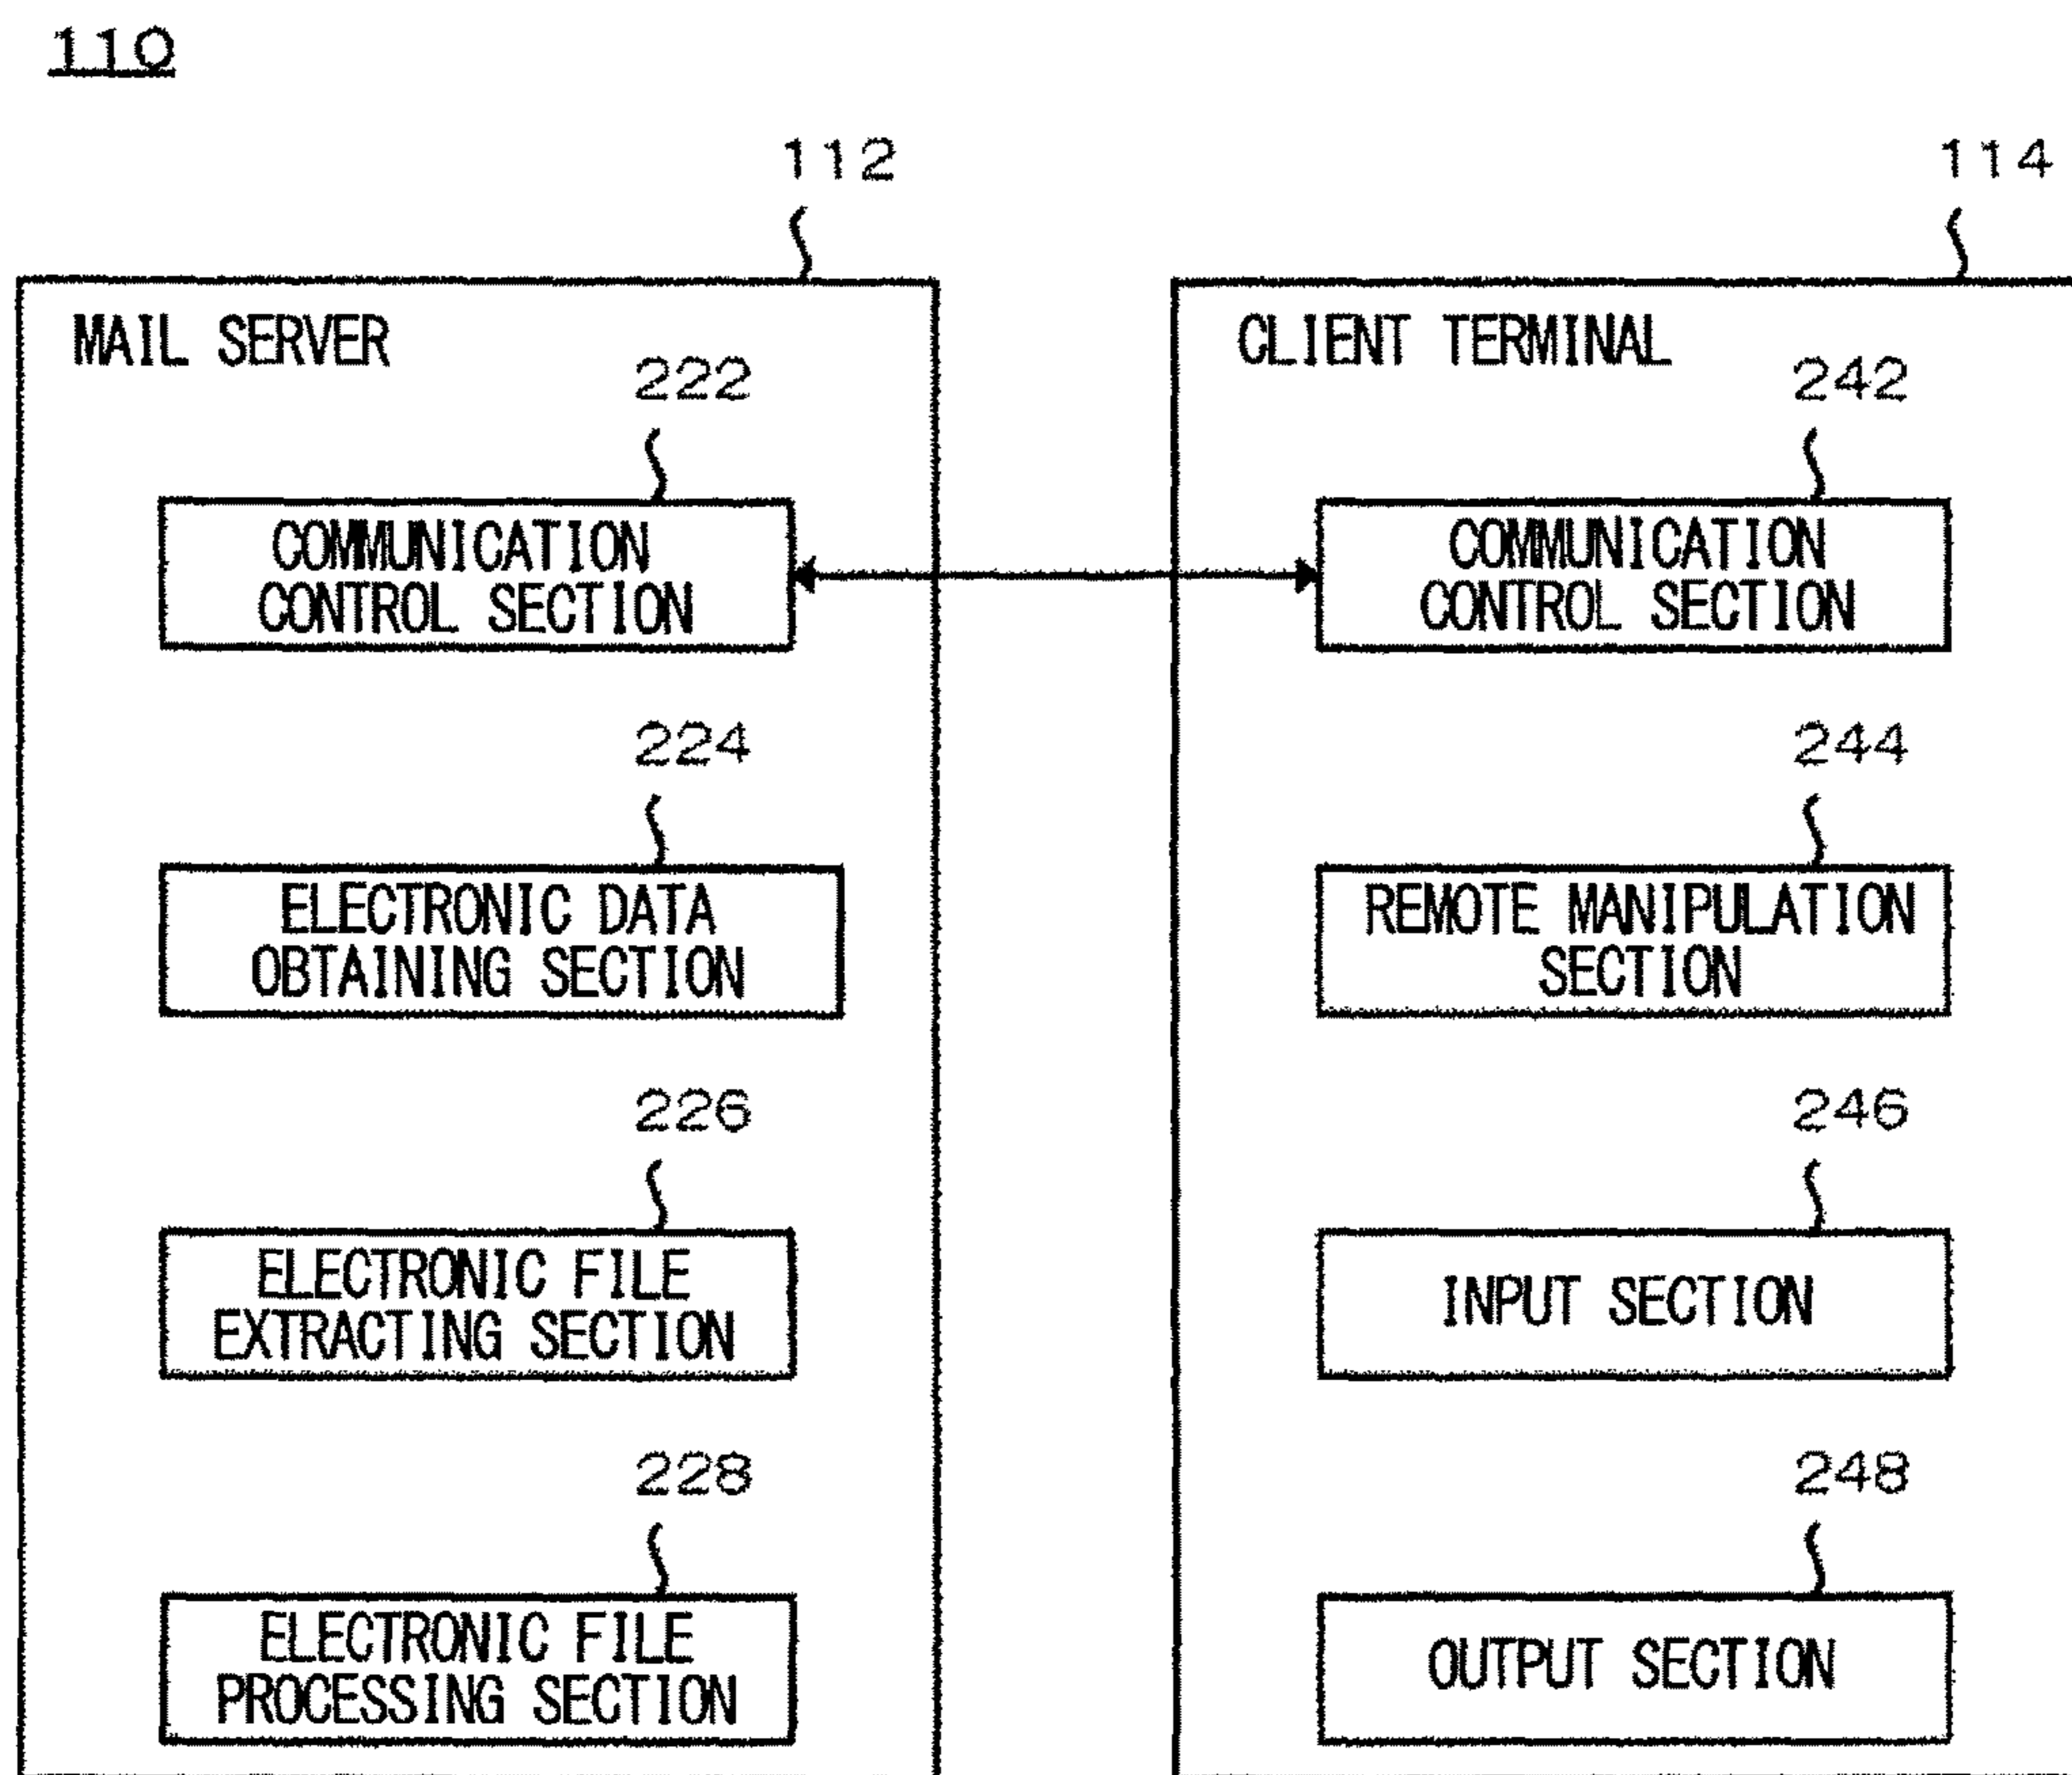 110
112
MAIL SERVER
222
COMMUNICATION
CONTROL SECTION
224
ELECTRONIC DATA
OBTAINING SECTION
226
ELECTRONIC FILE
EXTRACTING SECTION
228
ELECTRONIC FILE
PROCESSING SECTION
114
CLIENT TERMINAL
242
COMMUNICATION
CONTROL SECTION
244
REMOTE MANIPULATION
SECTION
246
INPUT SECTION
248
OUTPUT SECTION